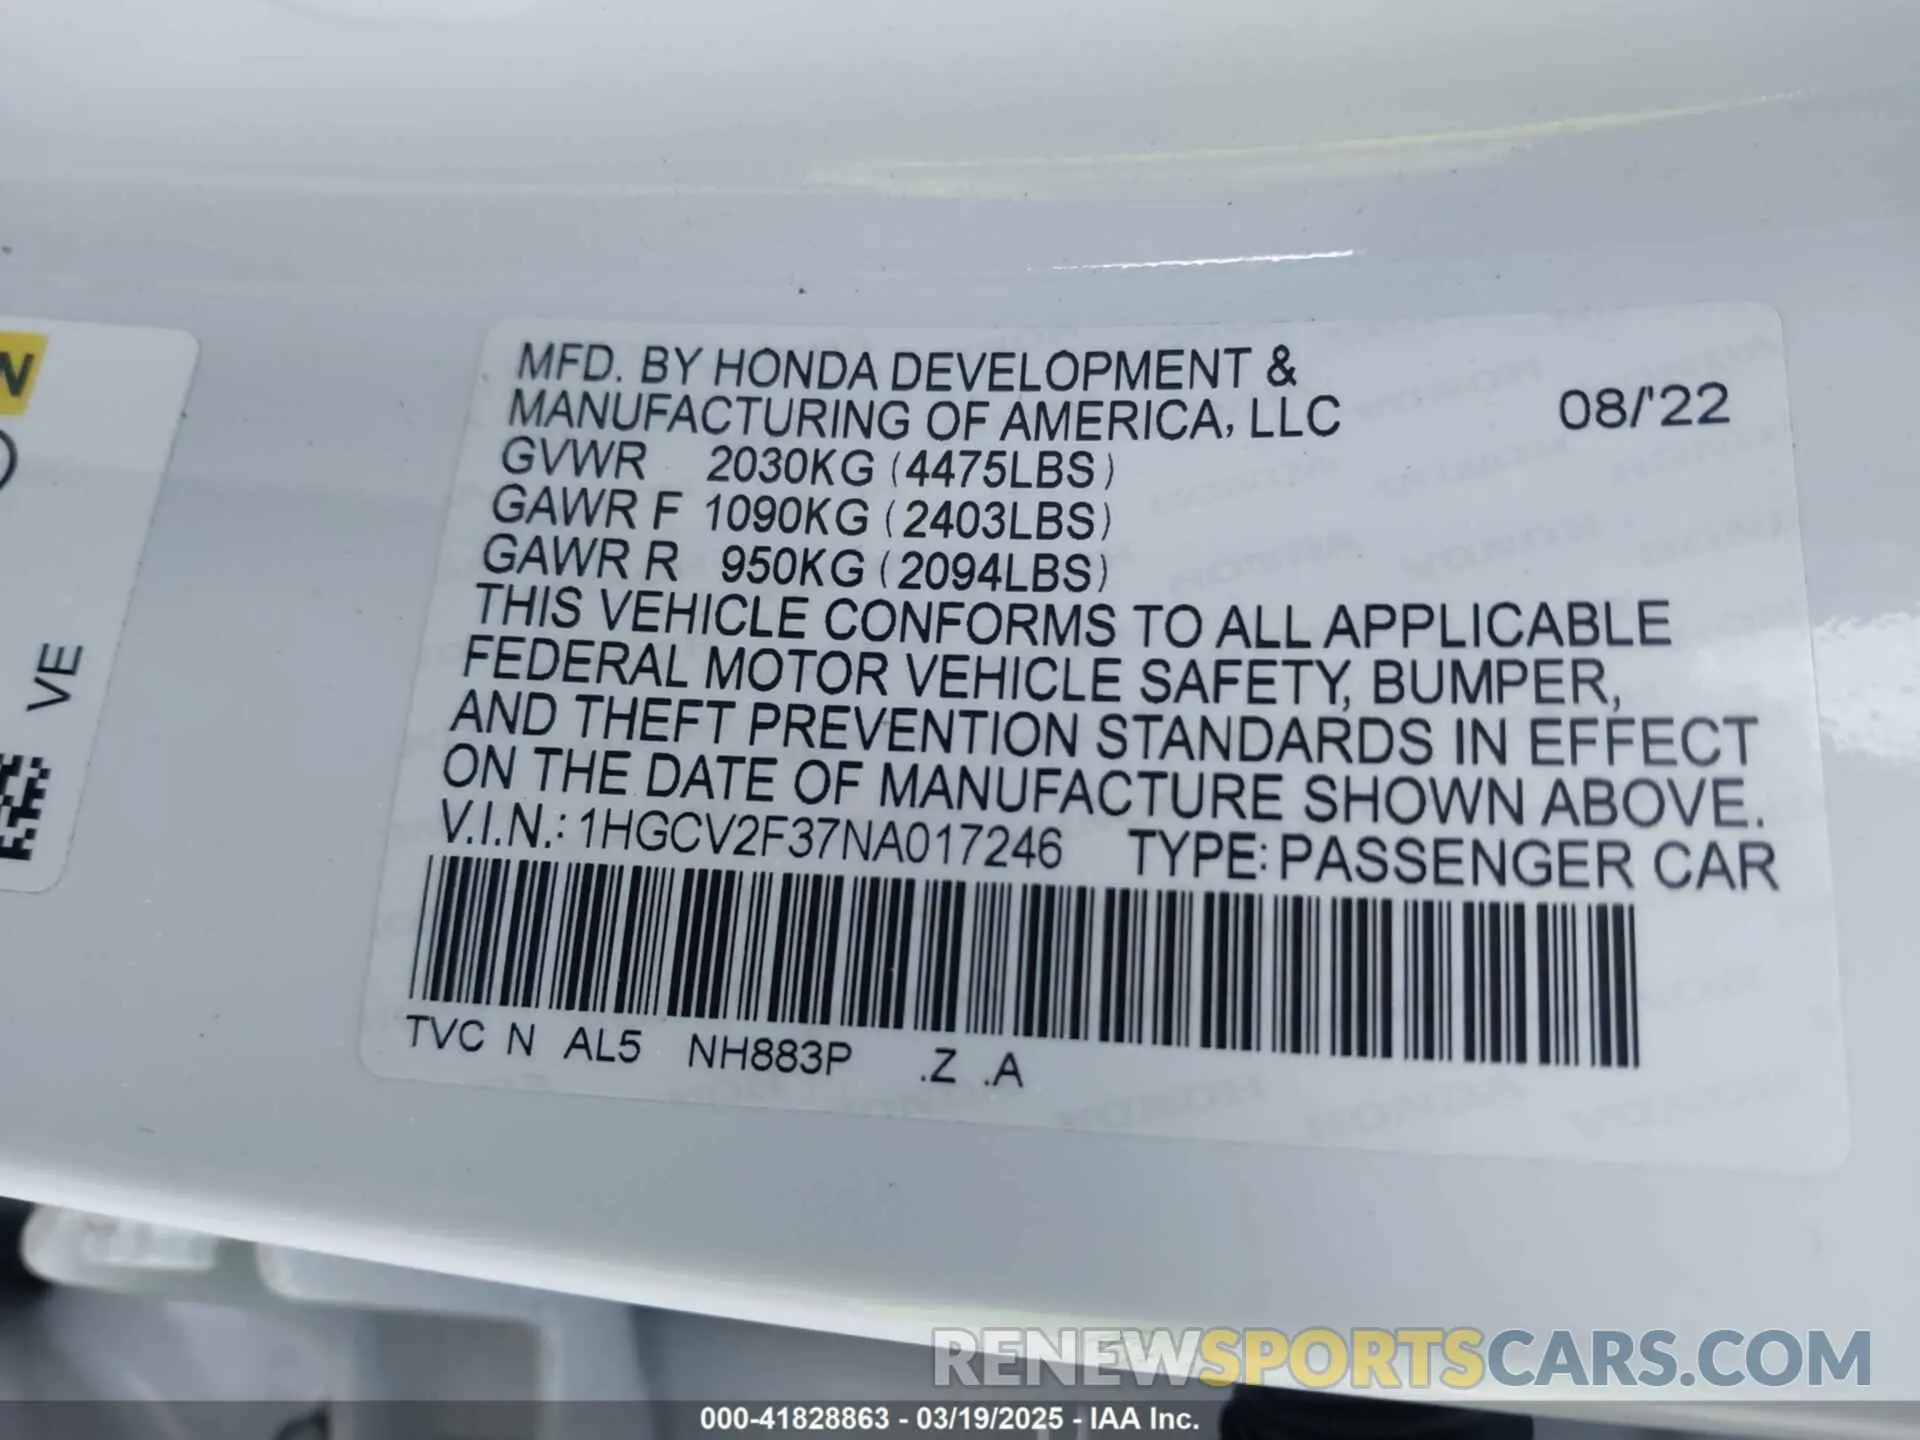 N
VE
MFD. BY HONDA DEVELOPMENT &
MANUFACTURING OF AMERICA, LLC 08/'22
GVWR 2030KG (4475LBS)
GAWR F 1090KG (2403LBS)
GAWR R 950KG (2094LBS)
THIS VEHICLE CONFORMS TO ALL APPLICABLE
FEDERAL MOTOR VEHICLE SAFETY, BUMPER,
AND THEFT PREVENTION STANDARDS IN EFFECT
ON THE DATE OF MANUFACTURE SHOWN ABOVE.
V.I.N.: 1HGCV2F37NA017246 TYPE: PASSENGER CAR
TVC N AL5 NH883P .Z .A
RENEWSPORTSCARS.COM
000-41828863 - 03/19/2025 - IAA Inc.